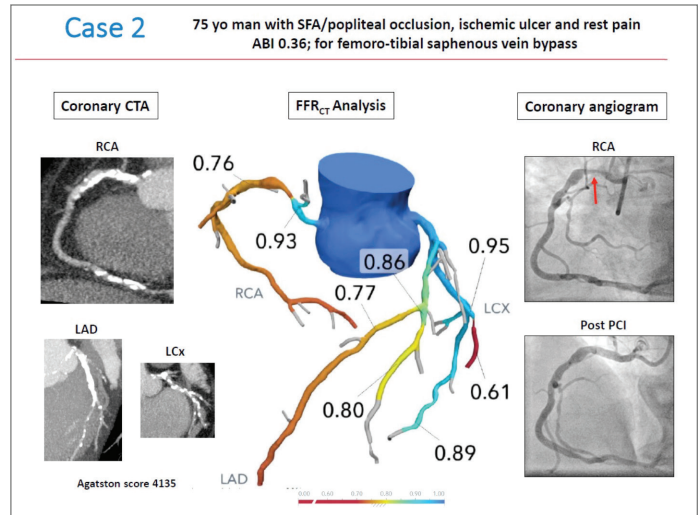 Case 2
75 yo man with SFA/popliteal occlusion, ischemic ulcer and rest pain
ABI 0.36; for femoro-tibial saphenous vein bypass
Coronary CTA
FFRCT Analysis
Coronary angiogram
RCA
RCA
0.76
0.93
0.86
0.95
RCA
0.77
LCX
LAD
LCx
Post PCI
0.61
0.80
0.89
LAD
Agatston score 4135
0.00
0.60
0.70
0.80
0.90
1.00